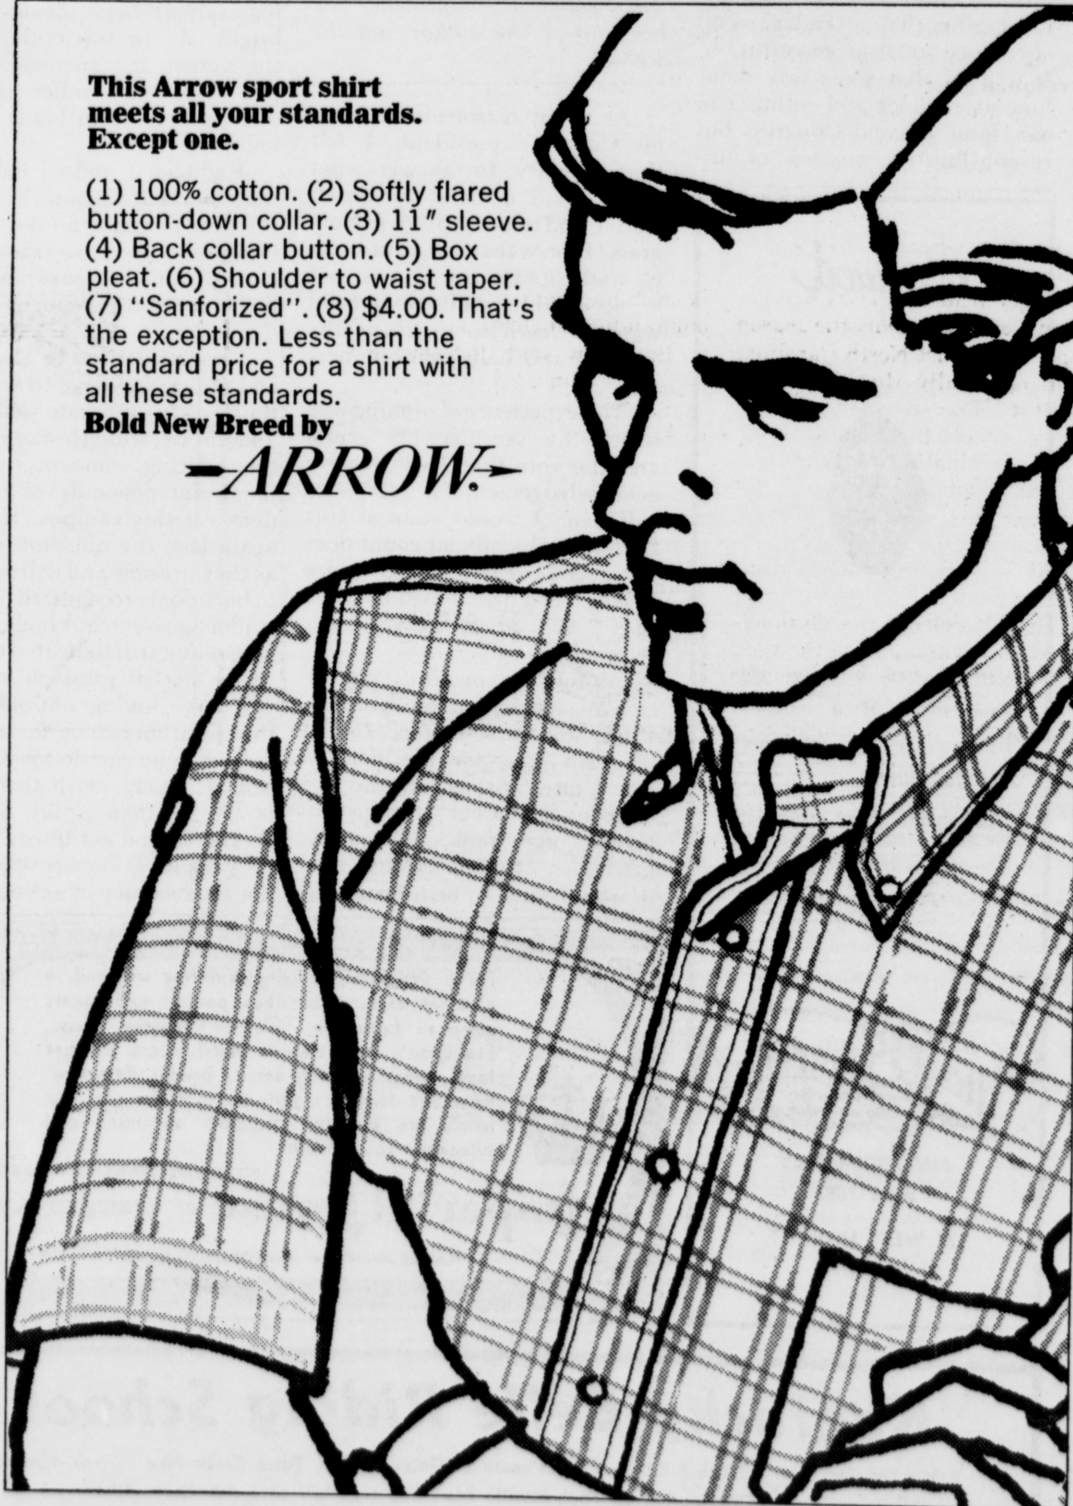 This Arrow sport shirt
meets all your standards.
Except one.
(1) 100% cotton. (2) Softly flared
button-down collar. (3) 11″ sleeve.
(4) Back collar button. (5) Box
pleat. (6) Shoulder to waist taper.
(7) "Sanforized". (8) $4.00. That's
the exception. Less than the
standard price for a shirt with
all these standards.
Bold New Breed by
ARROW.